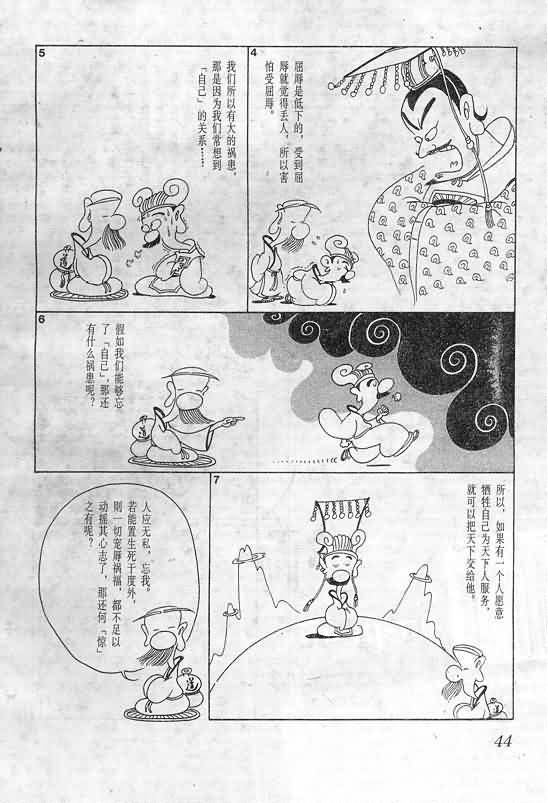 4
屈辱是低下的，受到屈
辱就觉得丢人，所以害
怕受屈辱。
5
我们所以有大的祸患，
那是因为我们常想到
「自己」的关系……
道
6
假如我们能够忘
了「自己」，那还
有什么祸患呢？
道
7
所以，如果有一个人愿意
牺牲自己为天下人服务，
就可以把天下交给他。
道
人应无私，忘我。
若能置生死于度外，
则一切宠辱祸福，都不足以
动摇其心志了，那还何「惊」
之有呢？
道
44